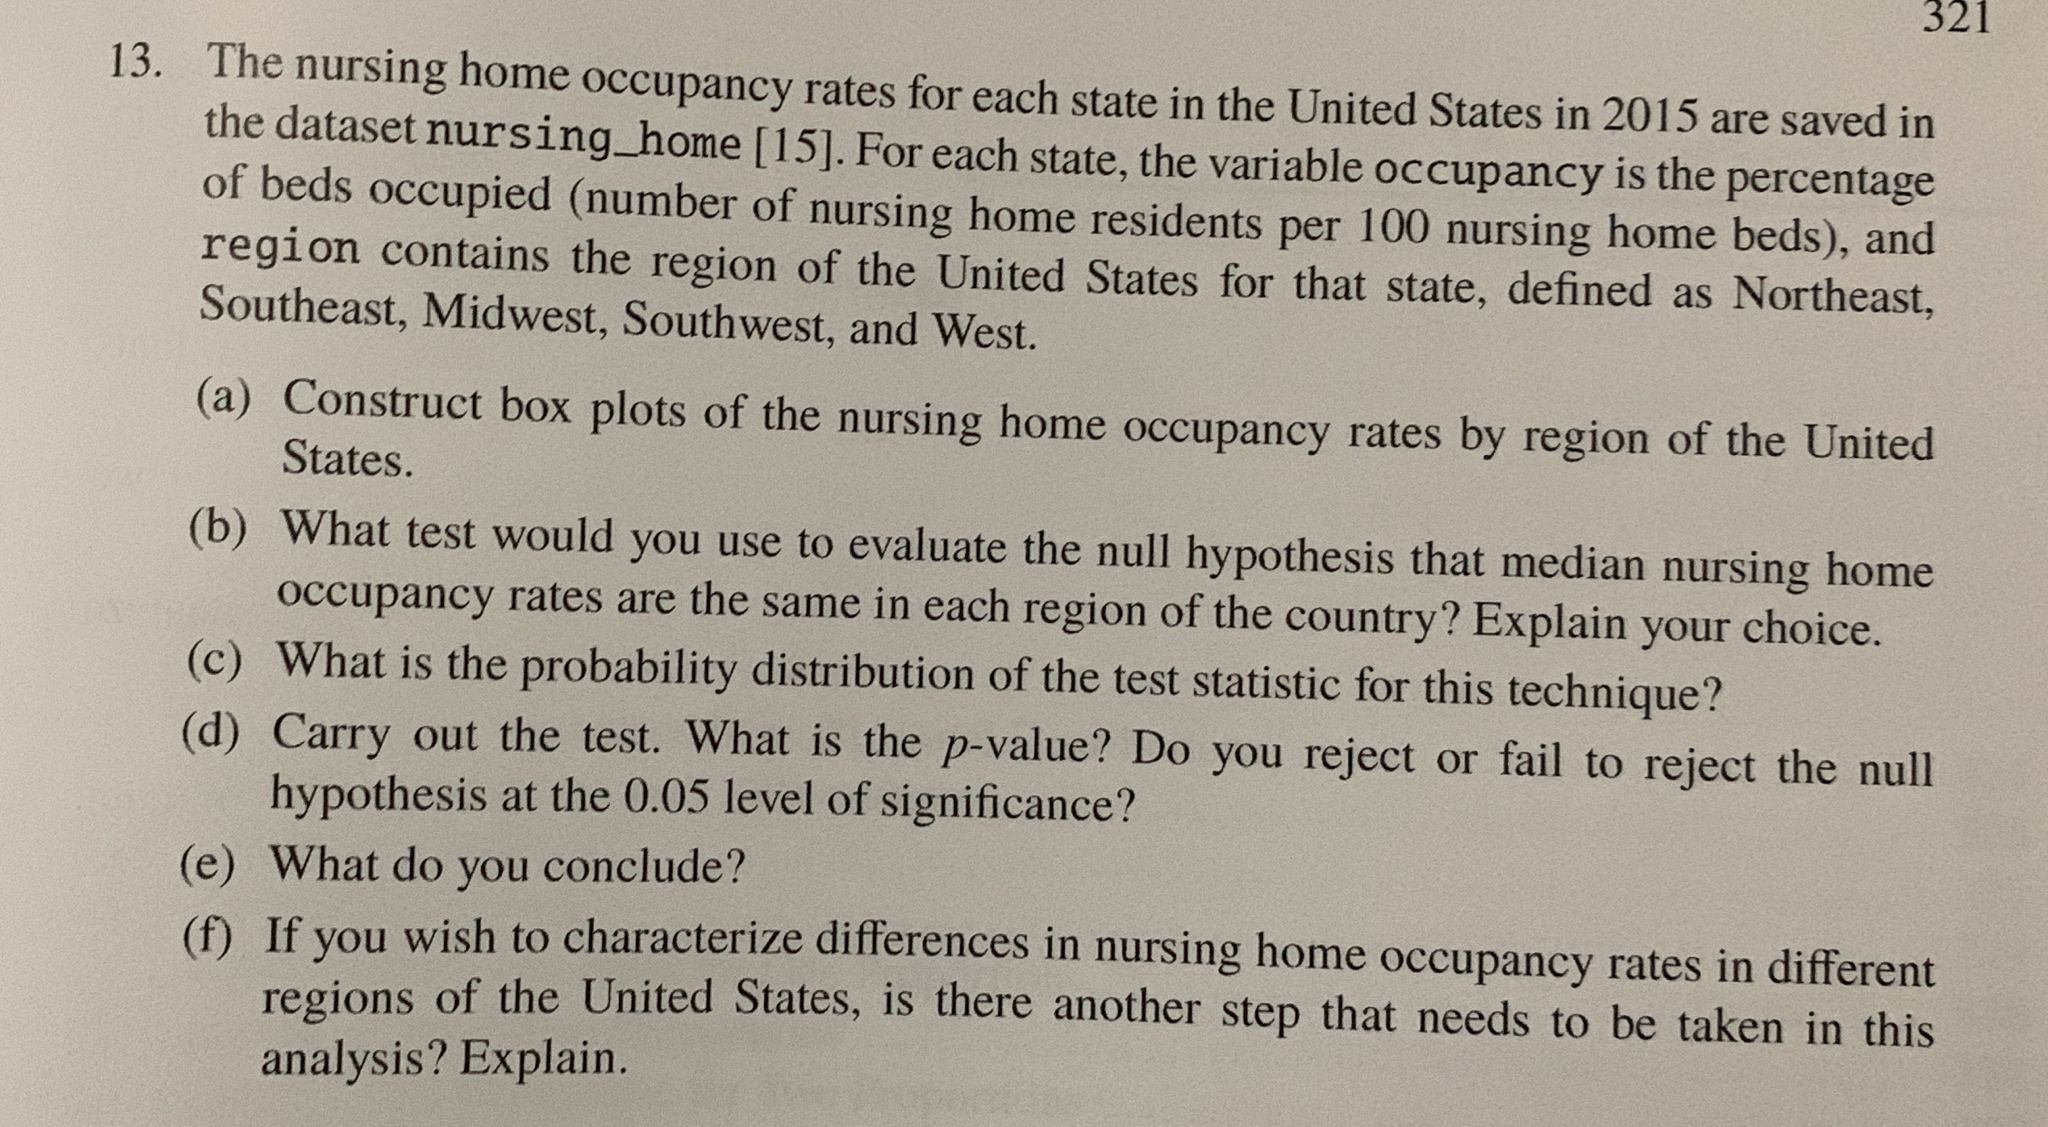 321
13. The nursing home occupancy rates for each state in the United States in 2015 are saved in
the dataset nursing_home [15]. For each state, the variable occupancy is the percentage
of beds occupied (number of nursing home residents per 100 nursing home beds), and
region contains the region of the United States for that state, defined as Northeast,
Southeast, Midwest, Southwest, and West.
(a) Construct box plots of the nursing home occupancy rates by region of the United
States.
(b) What test would you use to evaluate the null hypothesis that median nursing home
occupancy rates are the same in each region of the country? Explain your choice.
(c) What is the probability distribution of the test statistic for this technique?
(d) Carry out the test. What is the p-value? Do you reject or fail to reject the null
hypothesis at the 0.05 level of significance?
(e) What do you conclude?
(f) If you wish to characterize differences in nursing home occupancy rates in different
regions of the United States, is there another step that needs to be taken in this
analysis? Explain.